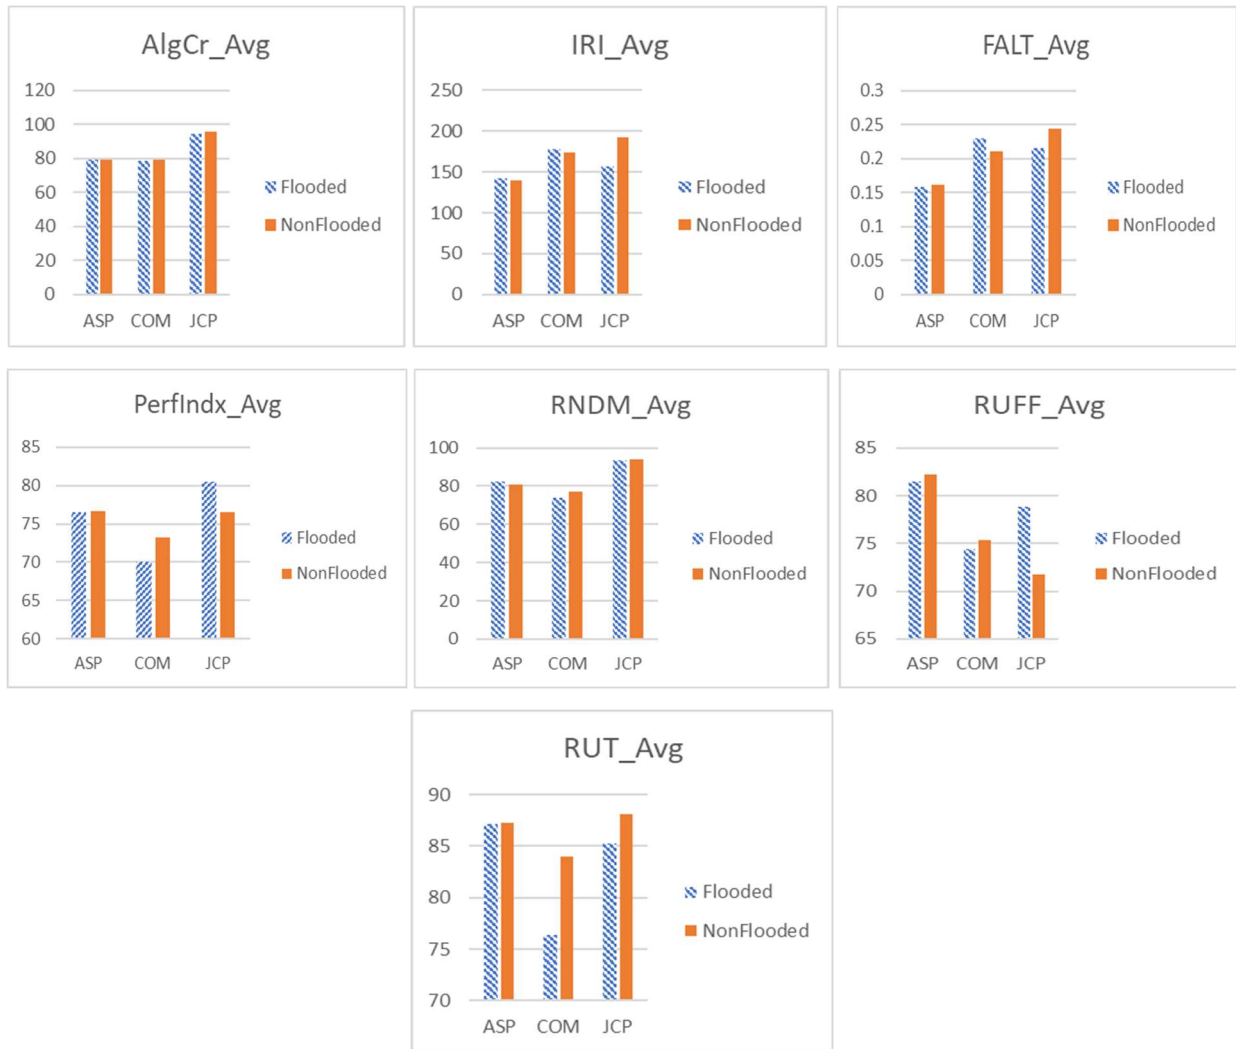 AlgCr_Avg
120
100
80
60
40
20
0
ASP COM JCP
Flooded
NonFlooded
IRI_Avg
250
200
150
100
50
0
ASP COM JCP
Flooded
NonFlooded
FALT_Avg
0.3
0.25
0.2
0.15
0.1
0.05
0
ASP COM JCP
Flooded
NonFlooded
PerfIndx_Avg
85
80
75
70
65
60
ASP COM JCP
Flooded
NonFlooded
RNDM_Avg
100
80
60
40
20
0
ASP COM JCP
Flooded
NonFlooded
RUFF_Avg
85
80
75
70
65
ASP COM JCP
Flooded
NonFlooded
RUT_Avg
90
85
80
75
70
ASP COM JCP
Flooded
NonFlooded